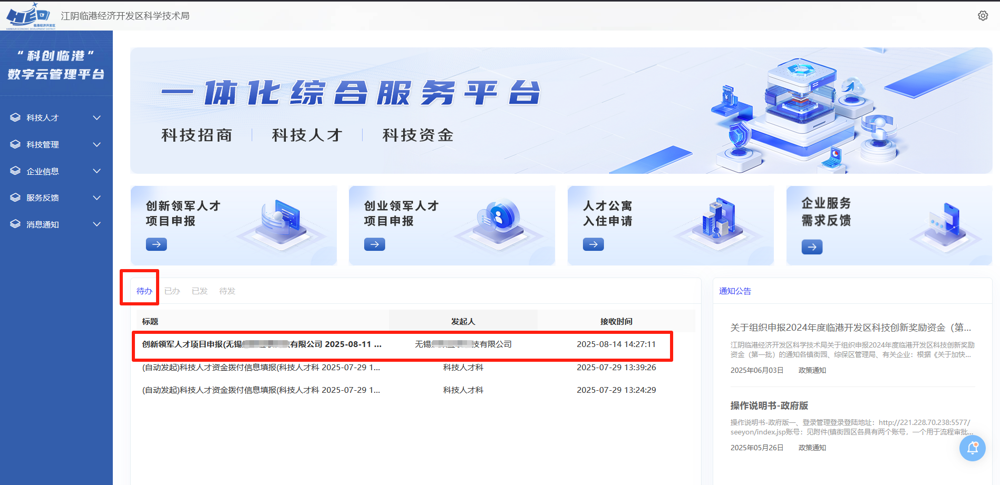 HEDD
临港经济开发区
HARBOUR ECONOMIC DEVELOPMENT DISTRICT
江阴临港经济开发区科学技术局
“科创临港”
数字云管理平台
科技人才
科技管理
企业信息
服务反馈
消息通知
一体化综合服务平台
科技招商 | 科技人才 | 科技资金
创新领军人才
项目申报
创业领军人才
项目申报
人才公寓
入住申请
企业服务
需求反馈
待办 已办 已发 待发
标题 发起人 接收时间
创新领军人才项目申报(无锡 有限公司 2025-08-11 ... 无锡 技有限公司 2025-08-14 14:27:11
(自动发起)科技人才资金拨付信息填报(科技人才科 2025-07-29 1... 科技人才科 2025-07-29 13:39:26
(自动发起)科技人才资金拨付信息填报(科技人才科 2025-07-29 1... 科技人才科 2025-07-29 13:24:29
通知公告
关于组织申报2024年度临港开发区科技创新奖励资金（第...
江阴临港经济开发区科学技术局关于组织申报2024年度临港开发区科技创新奖励
资金（第一批）的通知各镇街园、综保区管理局、有关企业：根据《关于加快...
2025年06月03日 政策通知
操作说明书-政府版
操作说明书-政府版一、登录管理登录登陆地址：http://221.228.70.238:5577/
seeyon/index.jsp账号：见附件(镇街园区各具有两个账号，一个用于流程审批...
2025年05月26日 政策通知